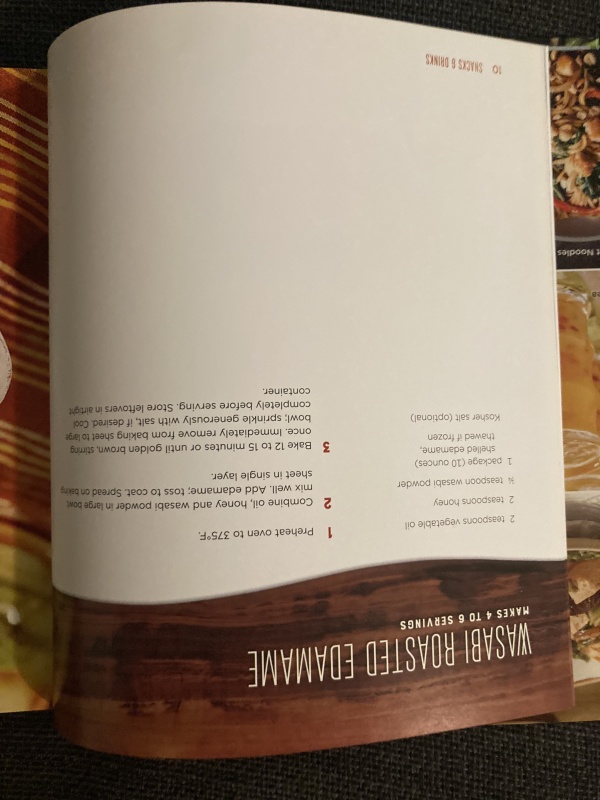 WASABI ROASTED EDAMAME
MAKES 4 TO 6 SERVINGS
2 teaspoons vegetable oil
2 teaspoons honey
¼ teaspoon wasabi powder
1 package (10 ounces)
shelled edamame,
thawed if frozen
Kosher salt (optional)
1 Preheat oven to 375°F.
2 Combine oil, honey and wasabi powder in large bowl;
mix well. Add edamame; toss to coat. Spread on baking
sheet in single layer.
3 Bake 12 to 15 minutes or until golden brown, stirring
once. Immediately remove from baking sheet to large
bowl; sprinkle generously with salt, if desired. Cool
completely before serving. Store leftovers in airtight
container.
10 SNACKS & DRINKS
t Noodles